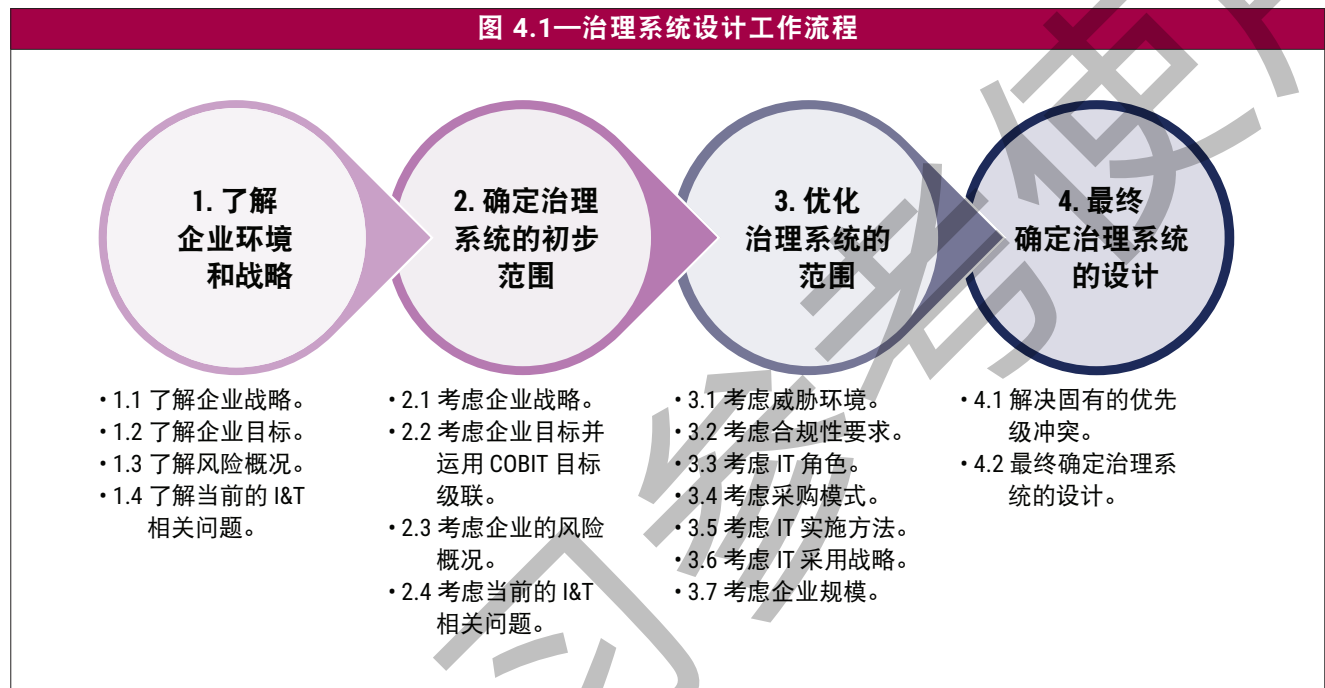 图 4.1—治理系统设计工作流程
1. 了解
企业环境
和战略
2. 确定治理
系统的初步
范围
3. 优化
治理系统的
范围
4. 最终
确定治理系统
的设计
• 1.1 了解企业战略。
• 1.2 了解企业目标。
• 1.3 了解风险概况。
• 1.4 了解当前的 I&T
相关问题。
• 2.1 考虑企业战略。
• 2.2 考虑企业目标并
运用 COBIT 目标
级联。
• 2.3 考虑企业的风险
概况。
• 2.4 考虑当前的 I&T
相关问题。
• 3.1 考虑威胁环境。
• 3.2 考虑合规性要求。
• 3.3 考虑 IT 角色。
• 3.4 考虑采购模式。
• 3.5 考虑 IT 实施方法。
• 3.6 考虑 IT 采用战略。
• 3.7 考虑企业规模。
• 4.1 解决固有的优先
级冲突。
• 4.2 最终确定治理系
统的设计。
习参考使